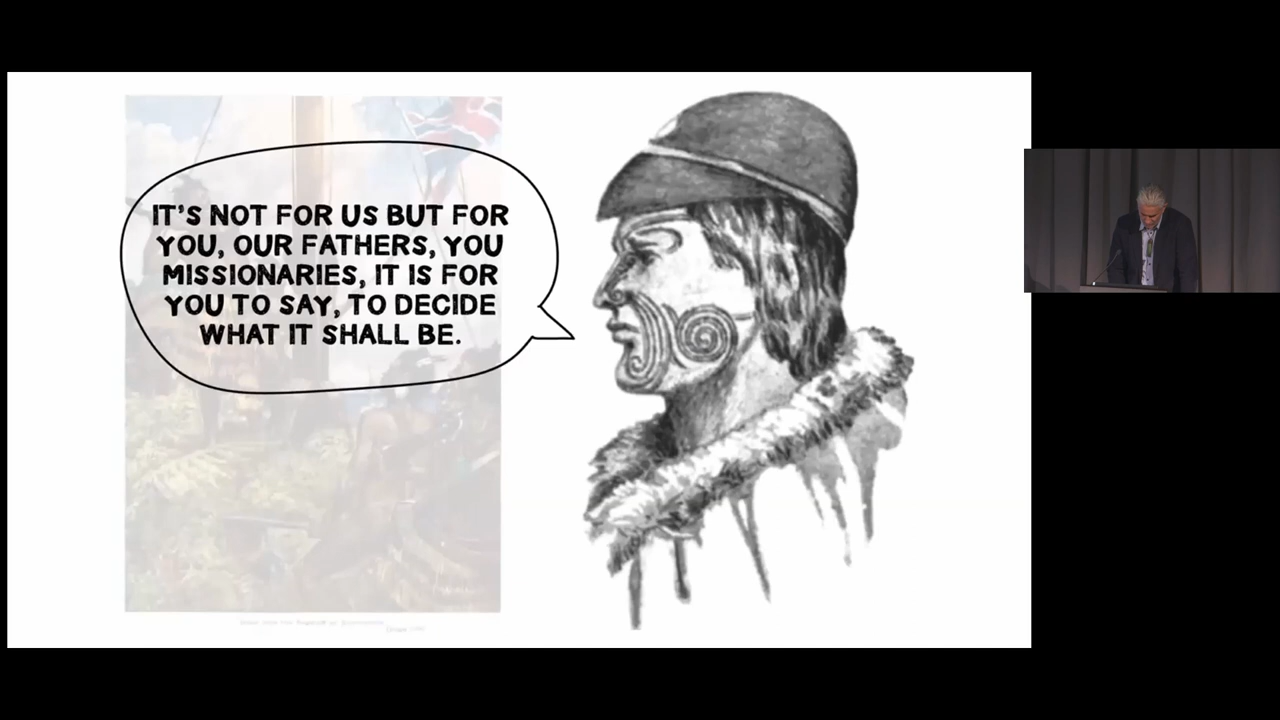 IT'S NOT FOR US BUT FOR
YOU, OUR FATHERS, YOU
MISSIONARIES, IT IS FOR
YOU TO SAY, TO DECIDE
WHAT IT SHALL BE.